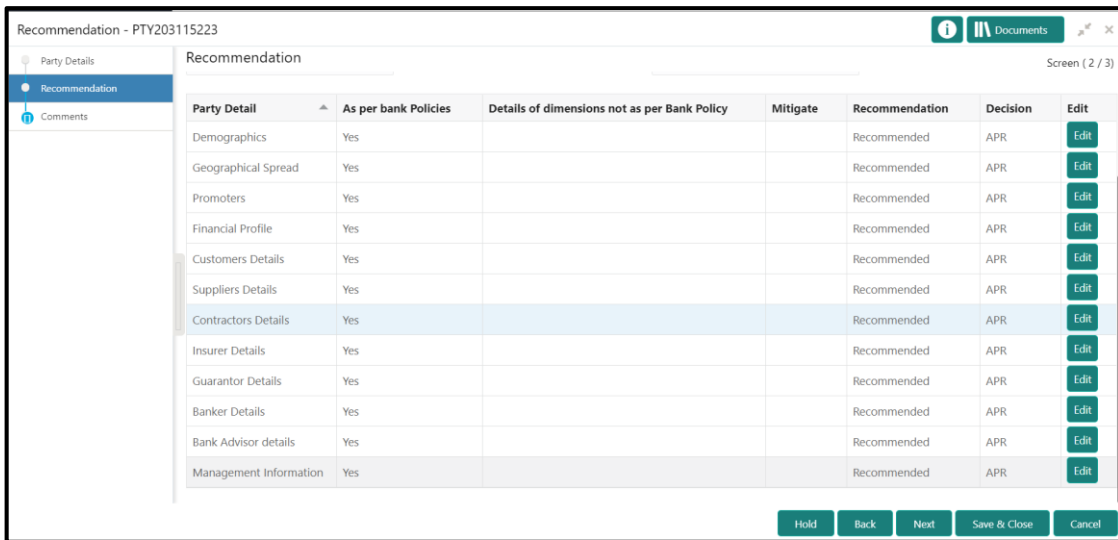 Recommendation - PTY203115223
Documents
Party Details
Recommendation
Comments
Recommendation
Screen ( 2 / 3)
Party Detail As per bank Policies Details of dimensions not as per Bank Policy Mitigate Recommendation Decision Edit
Demographics Yes Recommended APR Edit
Geographical Spread Yes Recommended APR Edit
Promoters Yes Recommended APR Edit
Financial Profile Yes Recommended APR Edit
Customers Details Yes Recommended APR Edit
Suppliers Details Yes Recommended APR Edit
Contractors Details Yes Recommended APR Edit
Insurer Details Yes Recommended APR Edit
Guarantor Details Yes Recommended APR Edit
Banker Details Yes Recommended APR Edit
Bank Advisor details Yes Recommended APR Edit
Management Information Yes Recommended APR Edit
Hold Back Next Save & Close Cancel